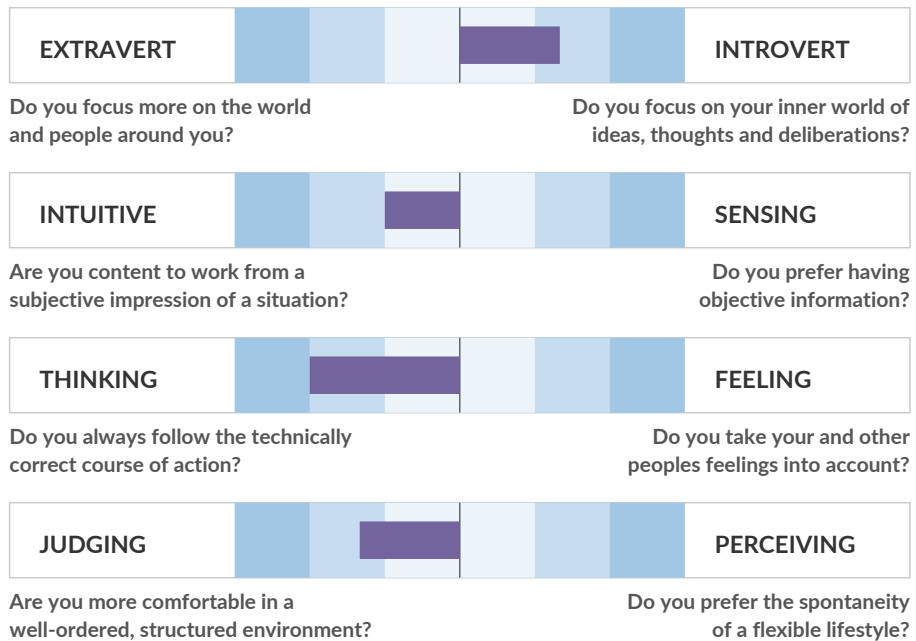 EXTRAVERT
INTROVERT
Do you focus more on the world
and people around you?
Do you focus on your inner world of
ideas, thoughts and deliberations?
INTUITIVE
SENSING
Are you content to work from a
subjective impression of a situation?
Do you prefer having
objective information?
THINKING
FEELING
Do you always follow the technically
correct course of action?
Do you take your and other
peoples feelings into account?
JUDGING
PERCEIVING
Are you more comfortable in a
well-ordered, structured environment?
Do you prefer the spontaneity
of a flexible lifestyle?